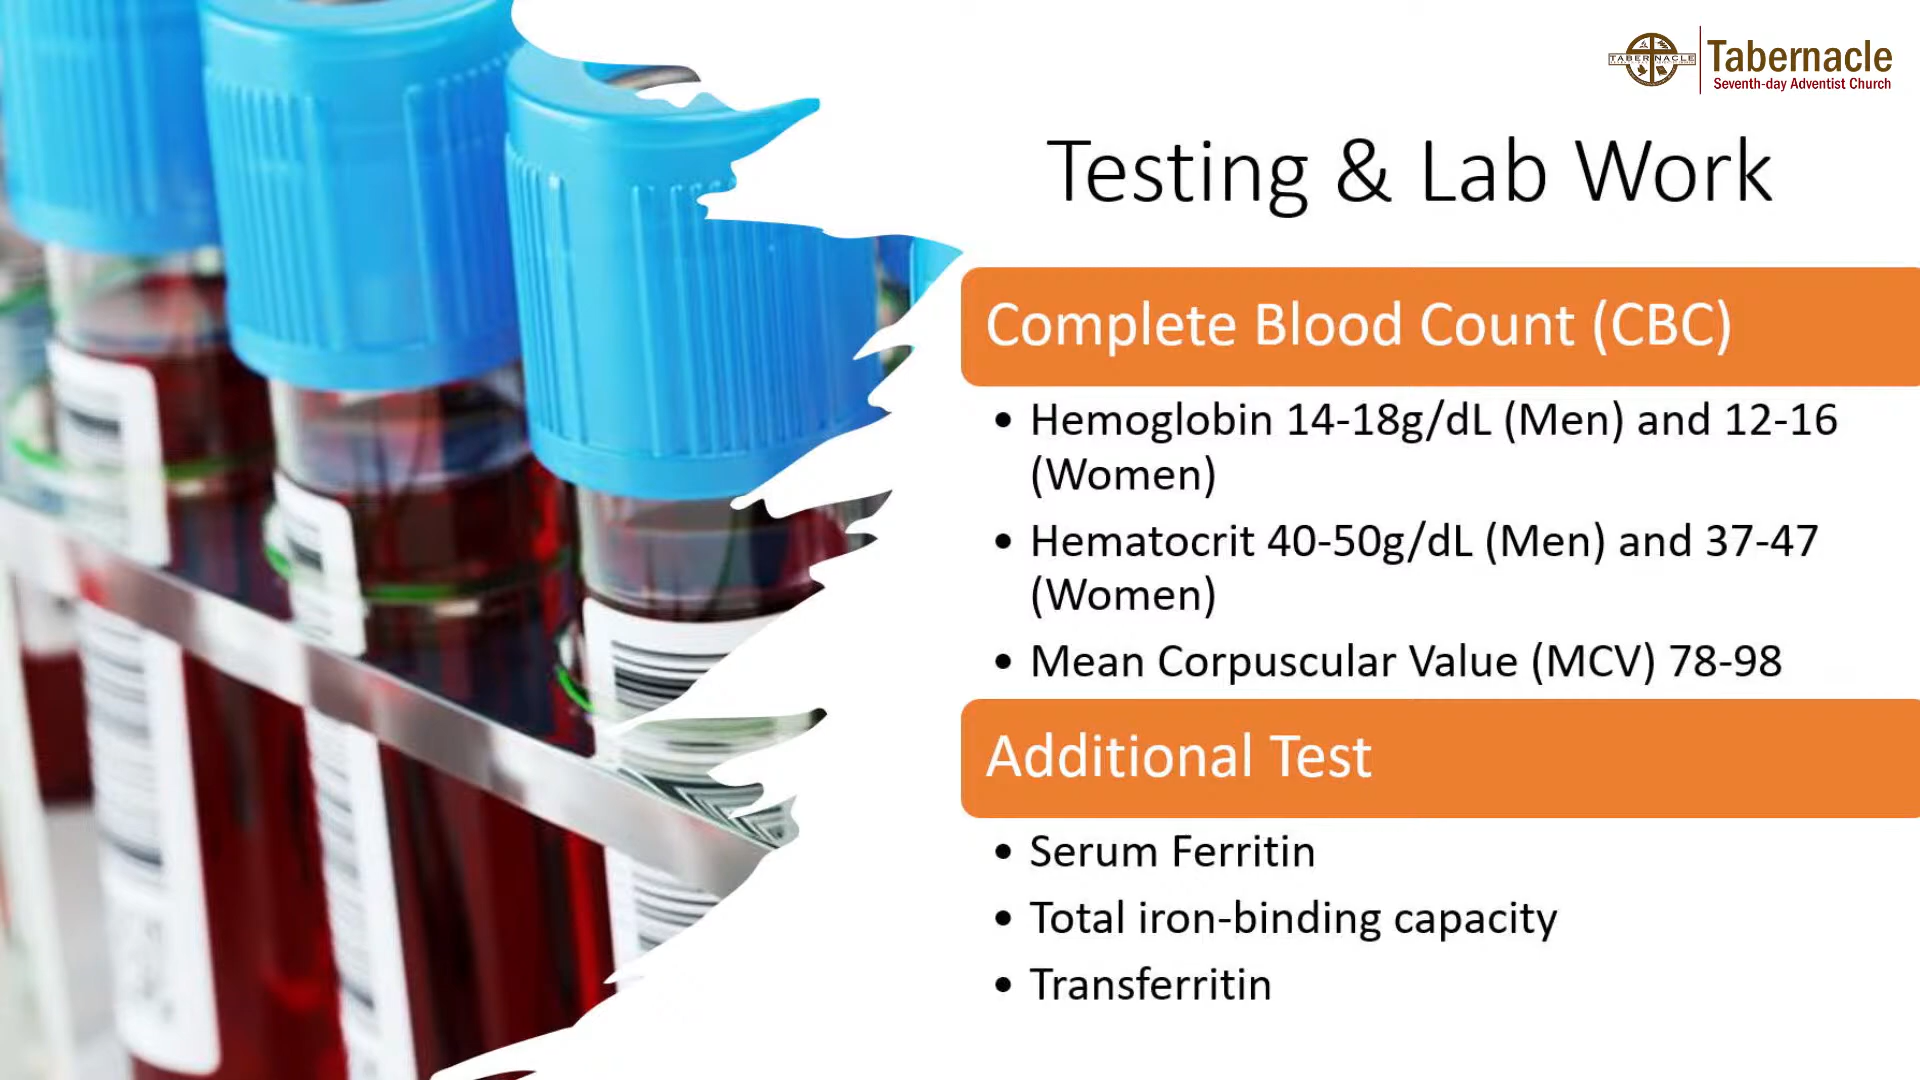 TABERNACLE
Tabernacle
Seventh-day Adventist Church
Testing & Lab Work
Complete Blood Count (CBC)
• Hemoglobin 14-18g/dL (Men) and 12-16
(Women)
• Hematocrit 40-50g/dL (Men) and 37-47
(Women)
• Mean Corpuscular Value (MCV) 78-98
Additional Test
• Serum Ferritin
• Total iron-binding capacity
• Transferritin